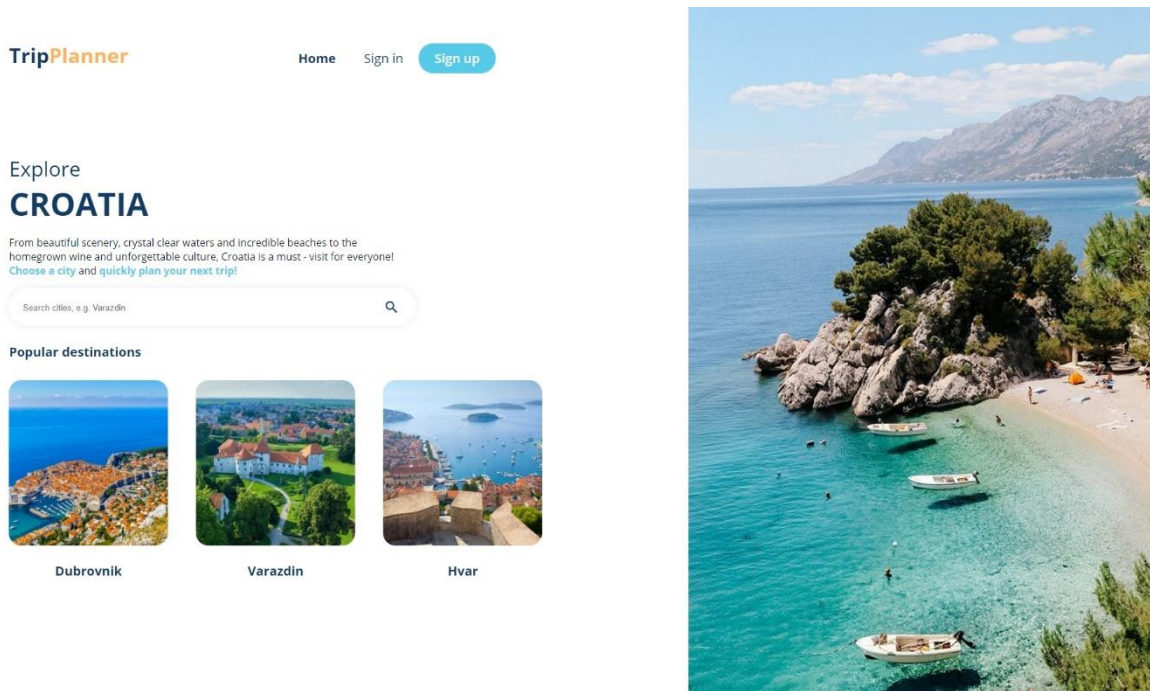 TripPlanner
Home Sign in Sign up
Explore
CROATIA
From beautiful scenery, crystal clear waters and incredible beaches to the
homegrown wine and unforgettable culture, Croatia is a must - visit for everyone!
Choose a city and quickly plan your next trip!
Search cities, e.g. Varazdin
Popular destinations
Dubrovnik
Varazdin
Hvar